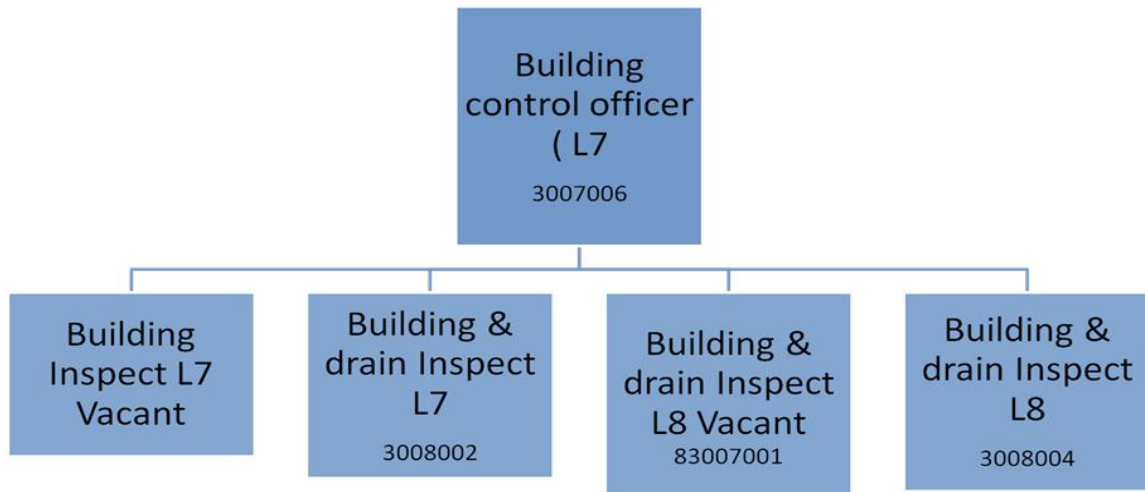 Building
control officer
( L7
3007006
Building
Inspect L7
Vacant
Building &
drain Inspect
L7
3008002
Building &
drain Inspect
L8 Vacant
83007001
Building &
drain Inspect
L8
3008004